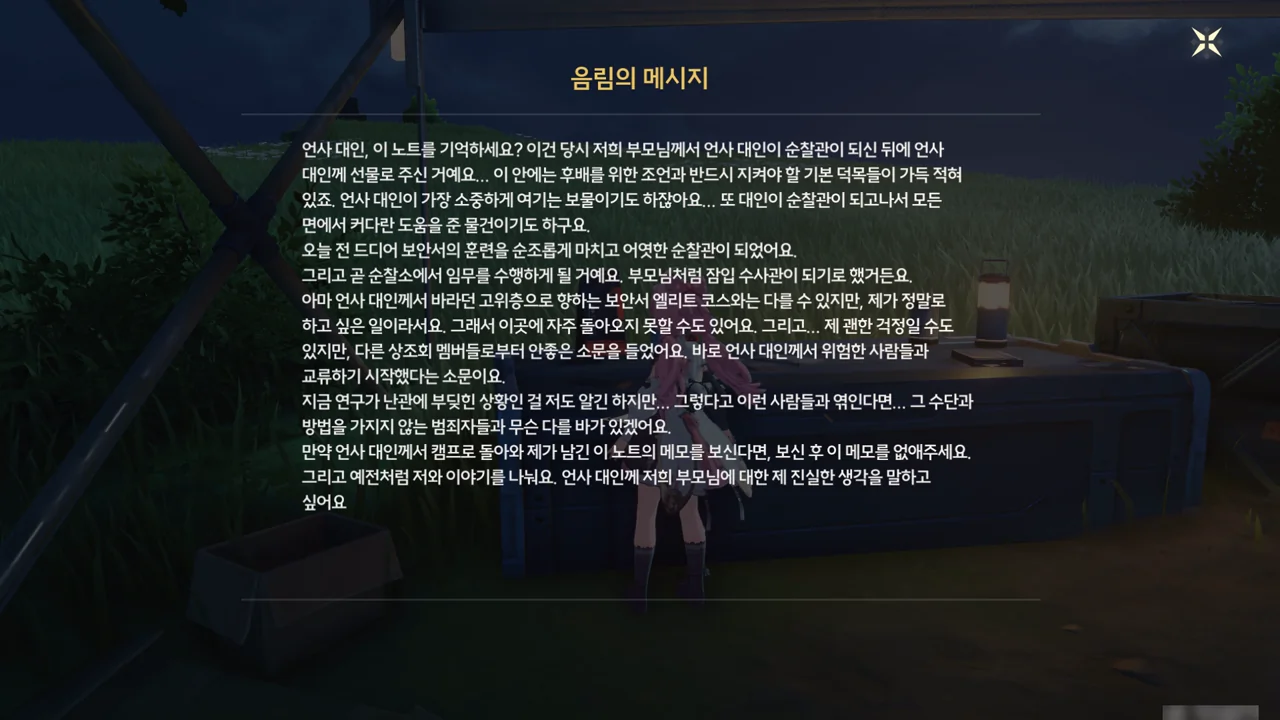 음림의 메시지
언사 대인, 이 노트를 기억하세요? 이건 당시 저희 부모님께서 언사 대인이 순찰관이 되신 뒤에 언사
대인께 선물로 주신 거예요... 이 안에는 후배를 위한 조언과 반드시 지켜야 할 기본 덕목들이 가득 적혀
있죠. 언사 대인이 가장 소중하게 여기는 보물이기도 하잖아요... 또 대인이 순찰관이 되고나서 모든
면에서 커다란 도움을 준 물건이기도 하구요.
오늘 전 드디어 보안서의 훈련을 순조롭게 마치고 어엿한 순찰관이 되었어요.
그리고 곧 순찰소에서 임무를 수행하게 될 거예요. 부모님처럼 잠입 수사관이 되기로 했거든요.
아마 언사 대인께서 바라던 고위층으로 향하는 보안서 엘리트 코스와는 다를 수 있지만, 제가 정말로
하고 싶은 일이라서요. 그래서 이곳에 자주 돌아오지 못할 수도 있어요. 그리고... 제 괜한 걱정일 수도
있지만, 다른 상조회 멤버들로부터 안좋은 소문을 들었어요. 바로 언사 대인께서 위험한 사람들과
교류하기 시작했다는 소문이요.
지금 연구가 난관에 부딪힌 상황인 걸 저도 알긴 하지만... 그렇다고 이런 사람들과 엮인다면... 그 수단과
방법을 가지지 않는 범죄자들과 무슨 다를 바가 있겠어요.
만약 언사 대인께서 캠프로 돌아와 제가 남긴 이 노트의 메모를 보신다면, 보신 후 이 메모를 없애주세요.
그리고 예전처럼 저와 이야기를 나눠요. 언사 대인께 저희 부모님에 대한 제 진실한 생각을 말하고
싶어요